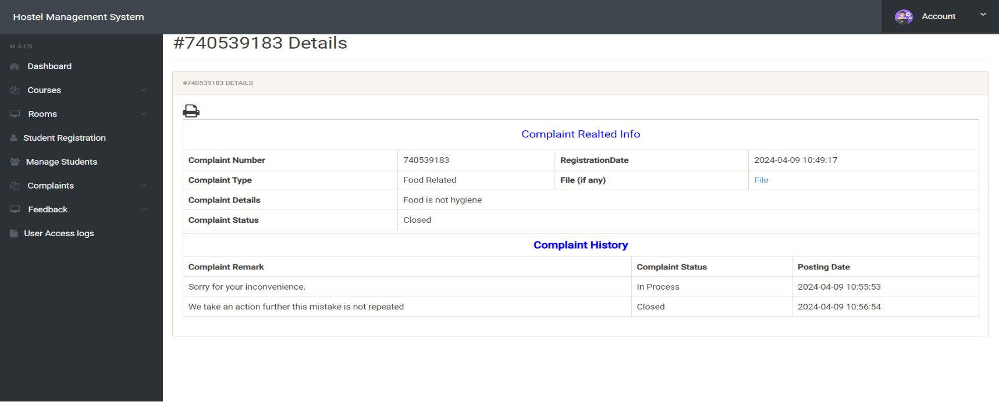 Hostel Management System
Account
MAIN
Dashboard
Courses
Rooms
Student Registration
Manage Students
Complaints
Feedback
User Access logs
#740539183 Details
#740539183 DETAILS
Complaint Realted Info
Complaint Number 740539183 RegistrationDate 2024-04-09 10:49:17
Complaint Type Food Related File (if any) File
Complaint Details Food is not hygiene
Complaint Status Closed
Complaint History
Complaint Remark Complaint Status Posting Date
Sorry for your inconvenience. In Process 2024-04-09 10:55:53
We take an action further this mistake is not repeated Closed 2024-04-09 10:56:54